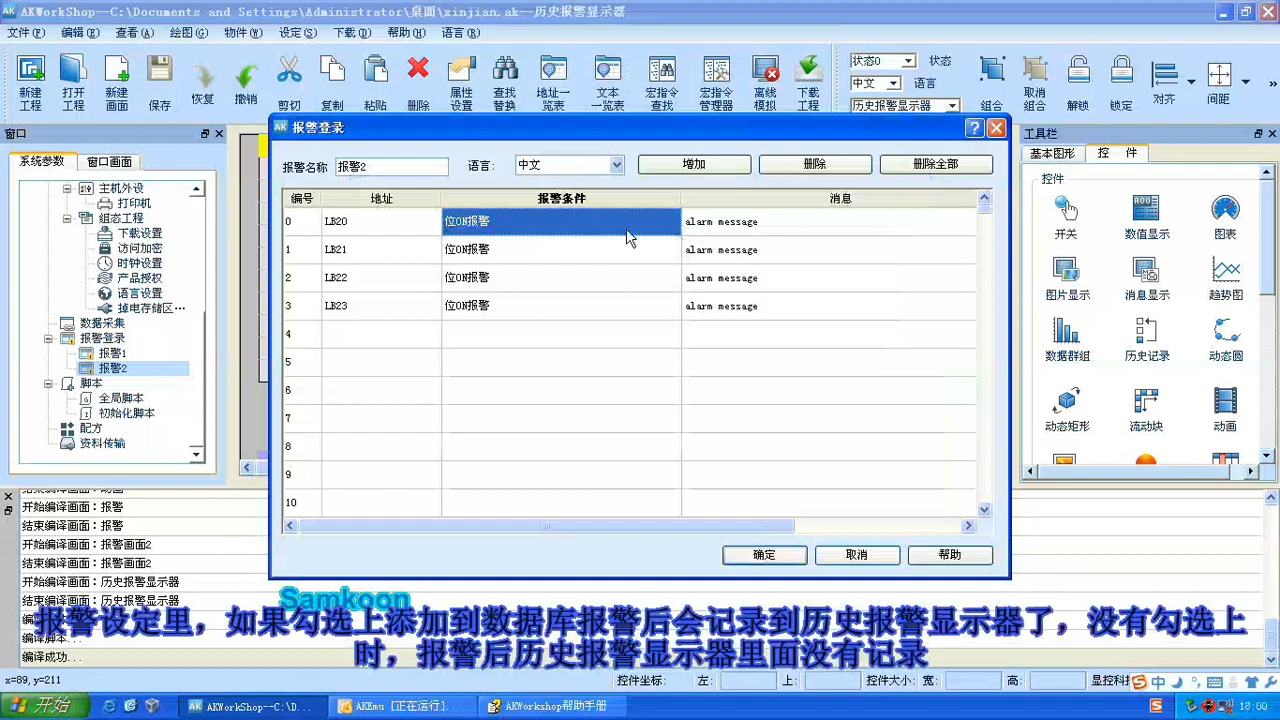 AKWorkShop--C:\Documents and Settings\Administrator\桌面\xinjian.ak--历史报警显示器
文件(F) 编辑(E) 查看(A) 绘图(G) 物件(W) 设定(S) 下载(D) 帮助(H) 语言(R)
新建工程 打开工程 新建画面 保存 恢复 撤销 剪切 复制 粘贴 删除 属性设置 查找替换 地址一览表 文本一览表 宏指令查找 宏指令管理器 离线模拟 下载工程
状态0 状态
中文 语言
历史报警显示器
组合 取消组合 解锁 锁定 对齐 间距
窗口
系统参数 窗口画面
主机外设
打印机
组态工程
下载设置
访问加密
时钟设置
产品授权
语言设置
掉电存储区...
数据采集
报警登录
报警1
报警2
脚本
全局脚本
初始化脚本
配方
资料传输
报警登录
报警名称 报警2 语言: 中文 增加 删除 删除全部
编号 地址 报警条件 消息
0 LB20 位ON报警 alarm message
1 LB21 位ON报警 alarm message
2 LB22 位ON报警 alarm message
3 LB23 位ON报警 alarm message
4
5
6
7
8
9
10
确定 取消 帮助
工具栏
基本图形 控 件
控件
开关 数值显示 图表
图片显示 消息显示 趋势图
数据群组 历史记录 动态圆
动态矩形 流动块 动画
开始编译画面：报警
结束编译画面：报警
开始编译画面：报警画面2
结束编译画面：报警画面2
开始编译画面：历史报警显示器
结束编译画面：历史报警显示器
编译成功...
Samkoon
报警设定里，如果勾选上添加到数据库报警后会记录到历史报警显示器了，没有勾选上
时，报警后历史报警显示器里面没有记录
x=89, y=211 控件坐标: 左: 上: 控件大小: 宽: 高: 显控科
开始 AKWorkShop--C:\D... AKEmu [正在运行]... AKWorkshop帮助手册 18:00